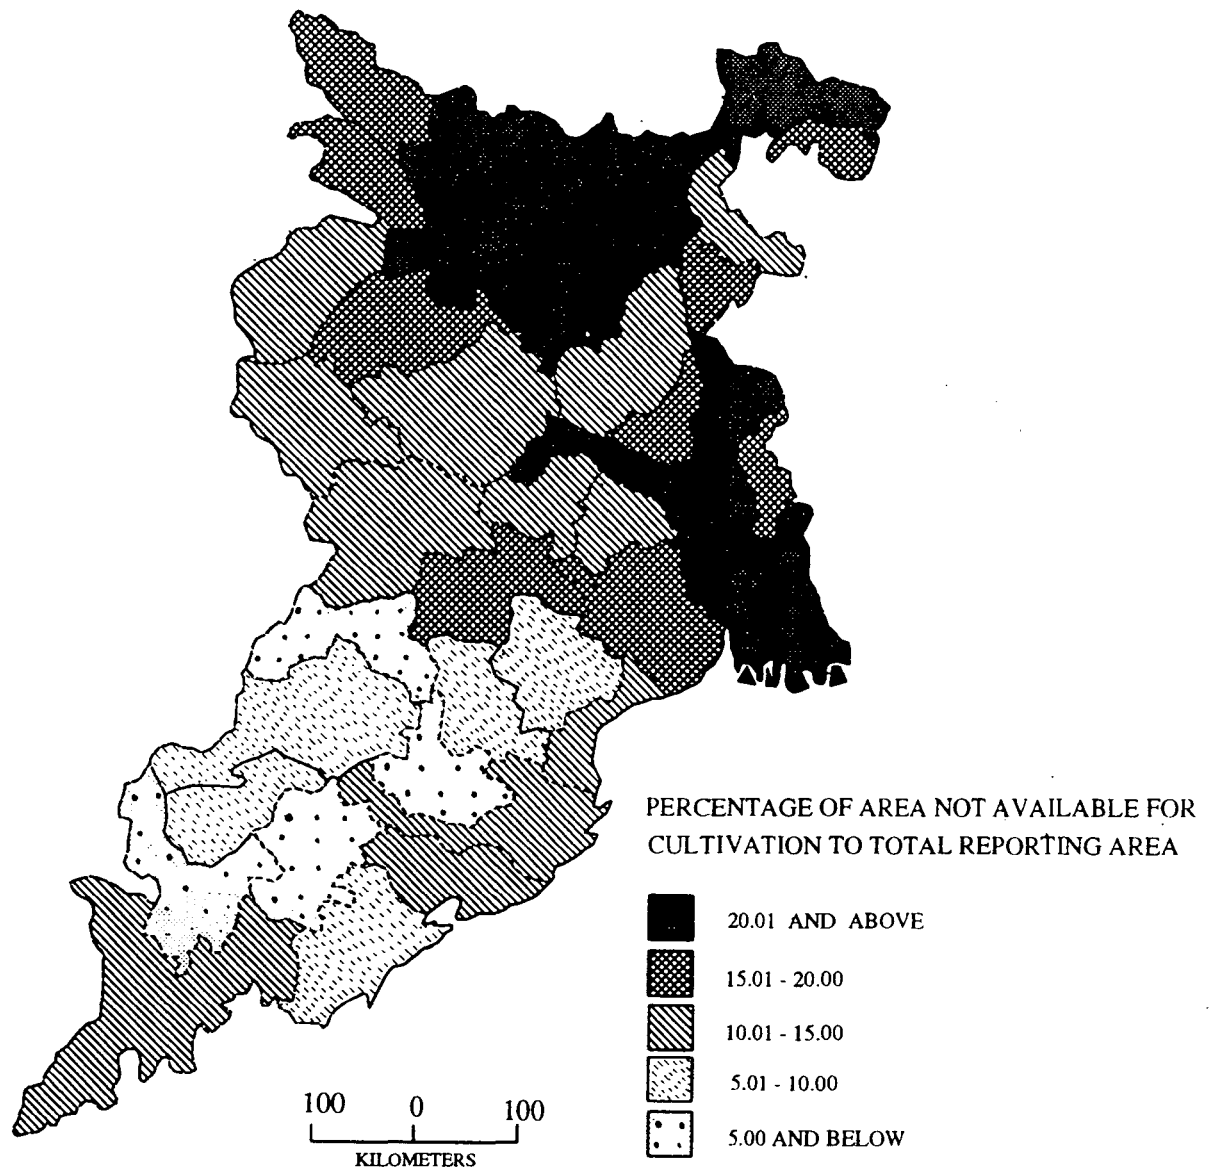 PERCENTAGE OF AREA NOT AVAILABLE FOR
CULTIVATION TO TOTAL REPORTING AREA
20.01 AND ABOVE
15.01 - 20.00
10.01 - 15.00
5.01 - 10.00
5.00 AND BELOW
100 0 100
KILOMETERS